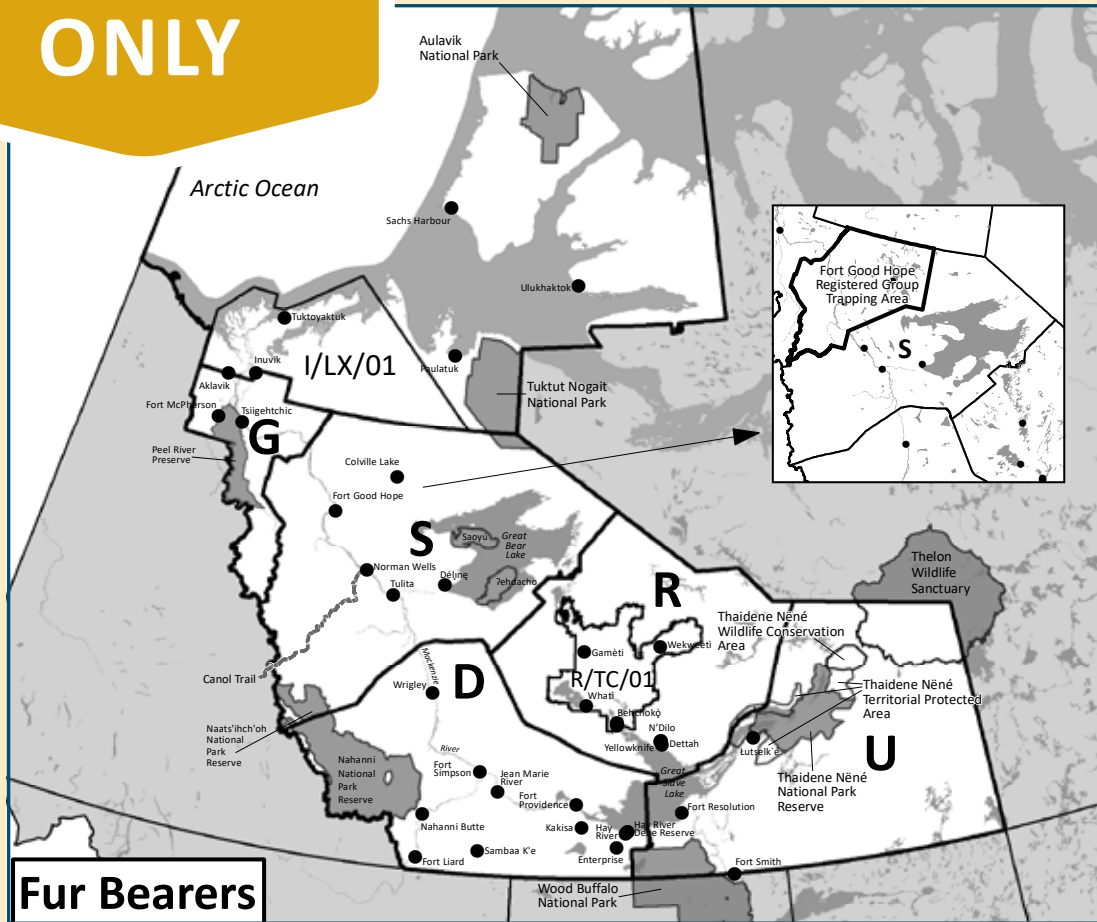 ONLY
Aulavik
National Park
Arctic Ocean
Sachs Harbour
Ulukhaktok
Fort Good Hope
Registered Group
Trapping Area
S
Tuktoyaktuk
Inuvik
I/LX/01
Paulatuk
Aklavik
Tuktut Nogait
National Park
Fort McPherson
Tsiigehtchic
G
Peel River
Preserve
Colville Lake
Fort Good Hope
S
Saoyú
Great
Bear
Lake
Thelon
Wildlife
Sanctuary
Norman Wells
Déłı̨nę
ʔehdacho
Tulita
R
Thaidene Nëné
Wildlife Conservation
Area
Wekweètì
Gamètì
Canol Trail
Mackenzie
D
R/TC/01
Wrigley
Whatì
Thaidene Nëné
Territorial Protected
Area
Behchokǫ̀
Naats'ihch'oh
National
Park
Reserve
N'Dilo
Yellowknife
Dettah
Łutselk'e
U
River
Nahanni
National
Park
Reserve
Fort
Simpson
Jean Marie
River
Great
Slave
Lake
Thaidene Nëné
National Park
Reserve
Fort
Providence
Fort Resolution
Nahanni Butte
Kakisa
Hay
River
Hay River
Dene Reserve
Fort Liard
Sambaa K'e
Enterprise
Fort Smith
Fur Bearers
Wood Buffalo
National Park